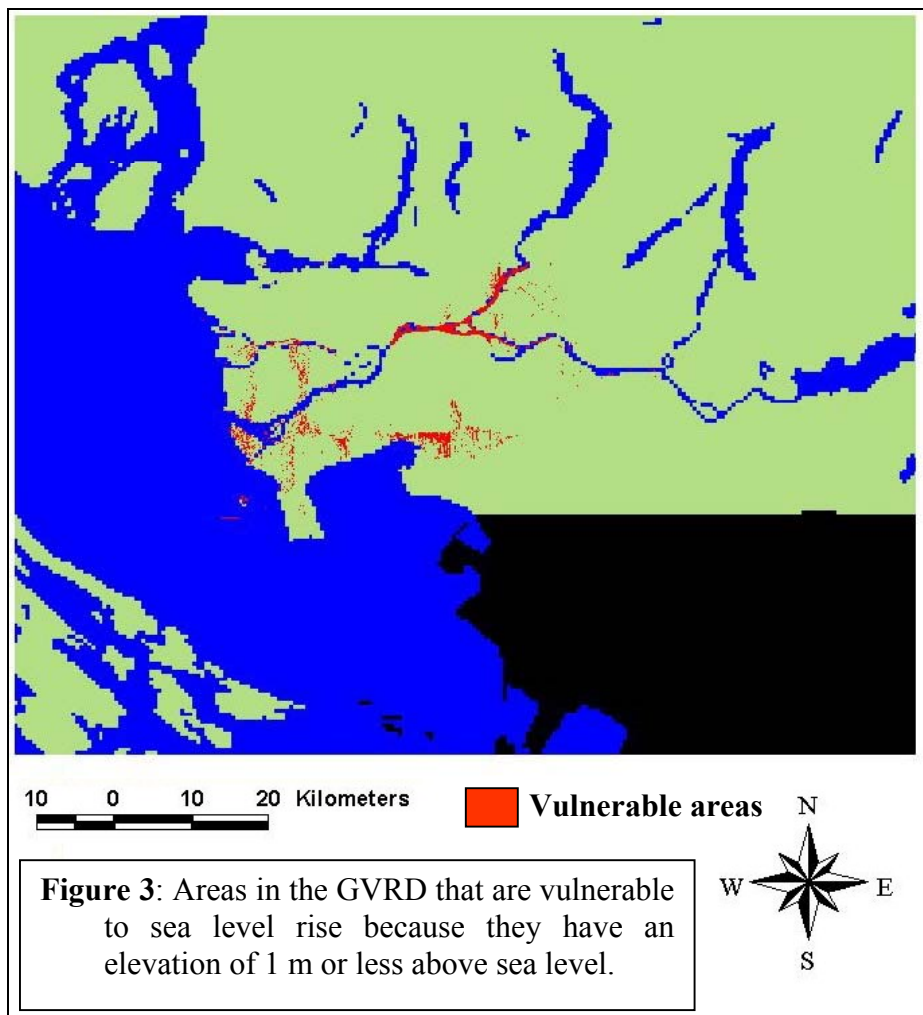 10 0 10 20 Kilometers
Vulnerable areas
N
W E
S
Figure 3: Areas in the GVRD that are vulnerable
to sea level rise because they have an
elevation of 1 m or less above sea level.